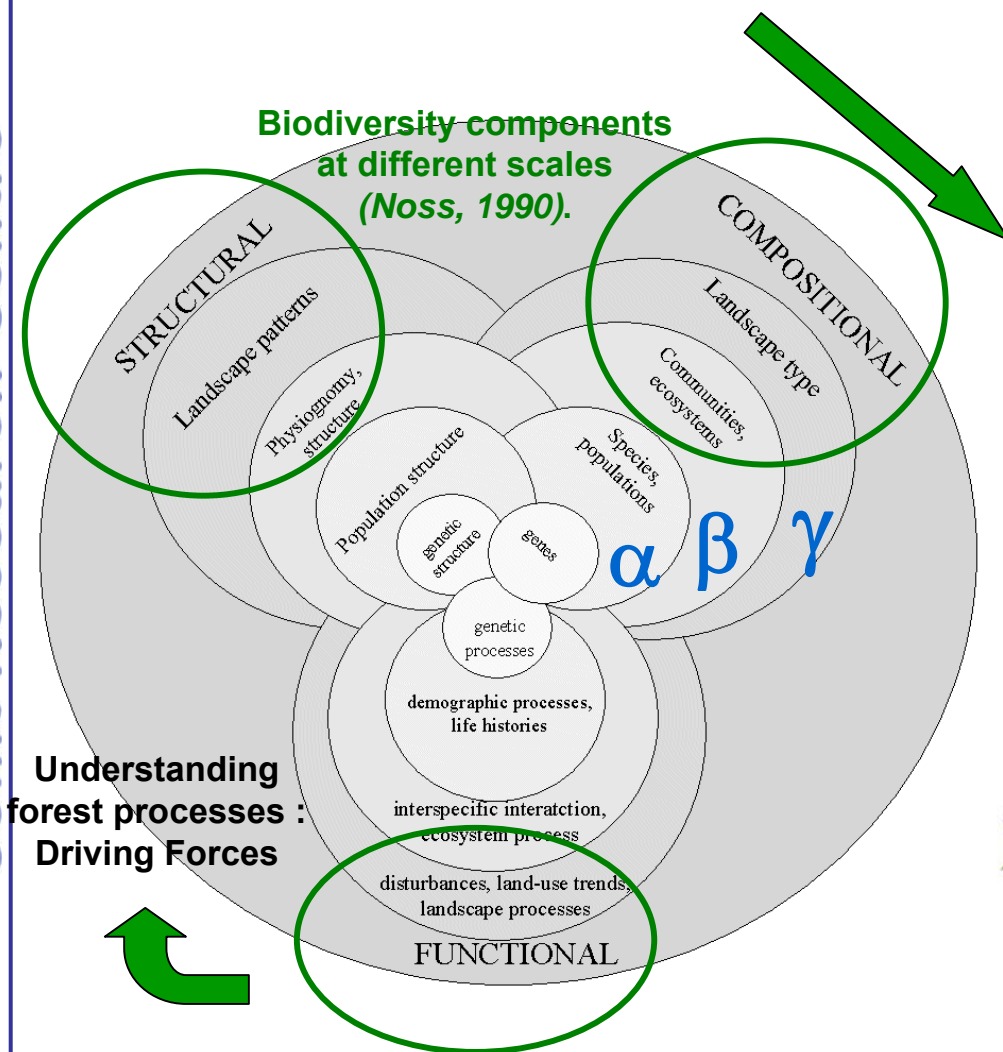 Biodiversity components
at different scales
(Noss, 1990).
STRUCTURAL
Landscape patterns
Physiognomy,
structure
Population structure
genetic
structure
COMPOSITIONAL
Landscape type
Communities,
ecosystems
Species,
populations
genes
α β γ
genetic
processes
demographic processes,
life histories
interspecific interatction,
ecosystem process
disturbances, land-use trends,
landscape processes
FUNCTIONAL
Understanding
forest processes :
Driving Forces